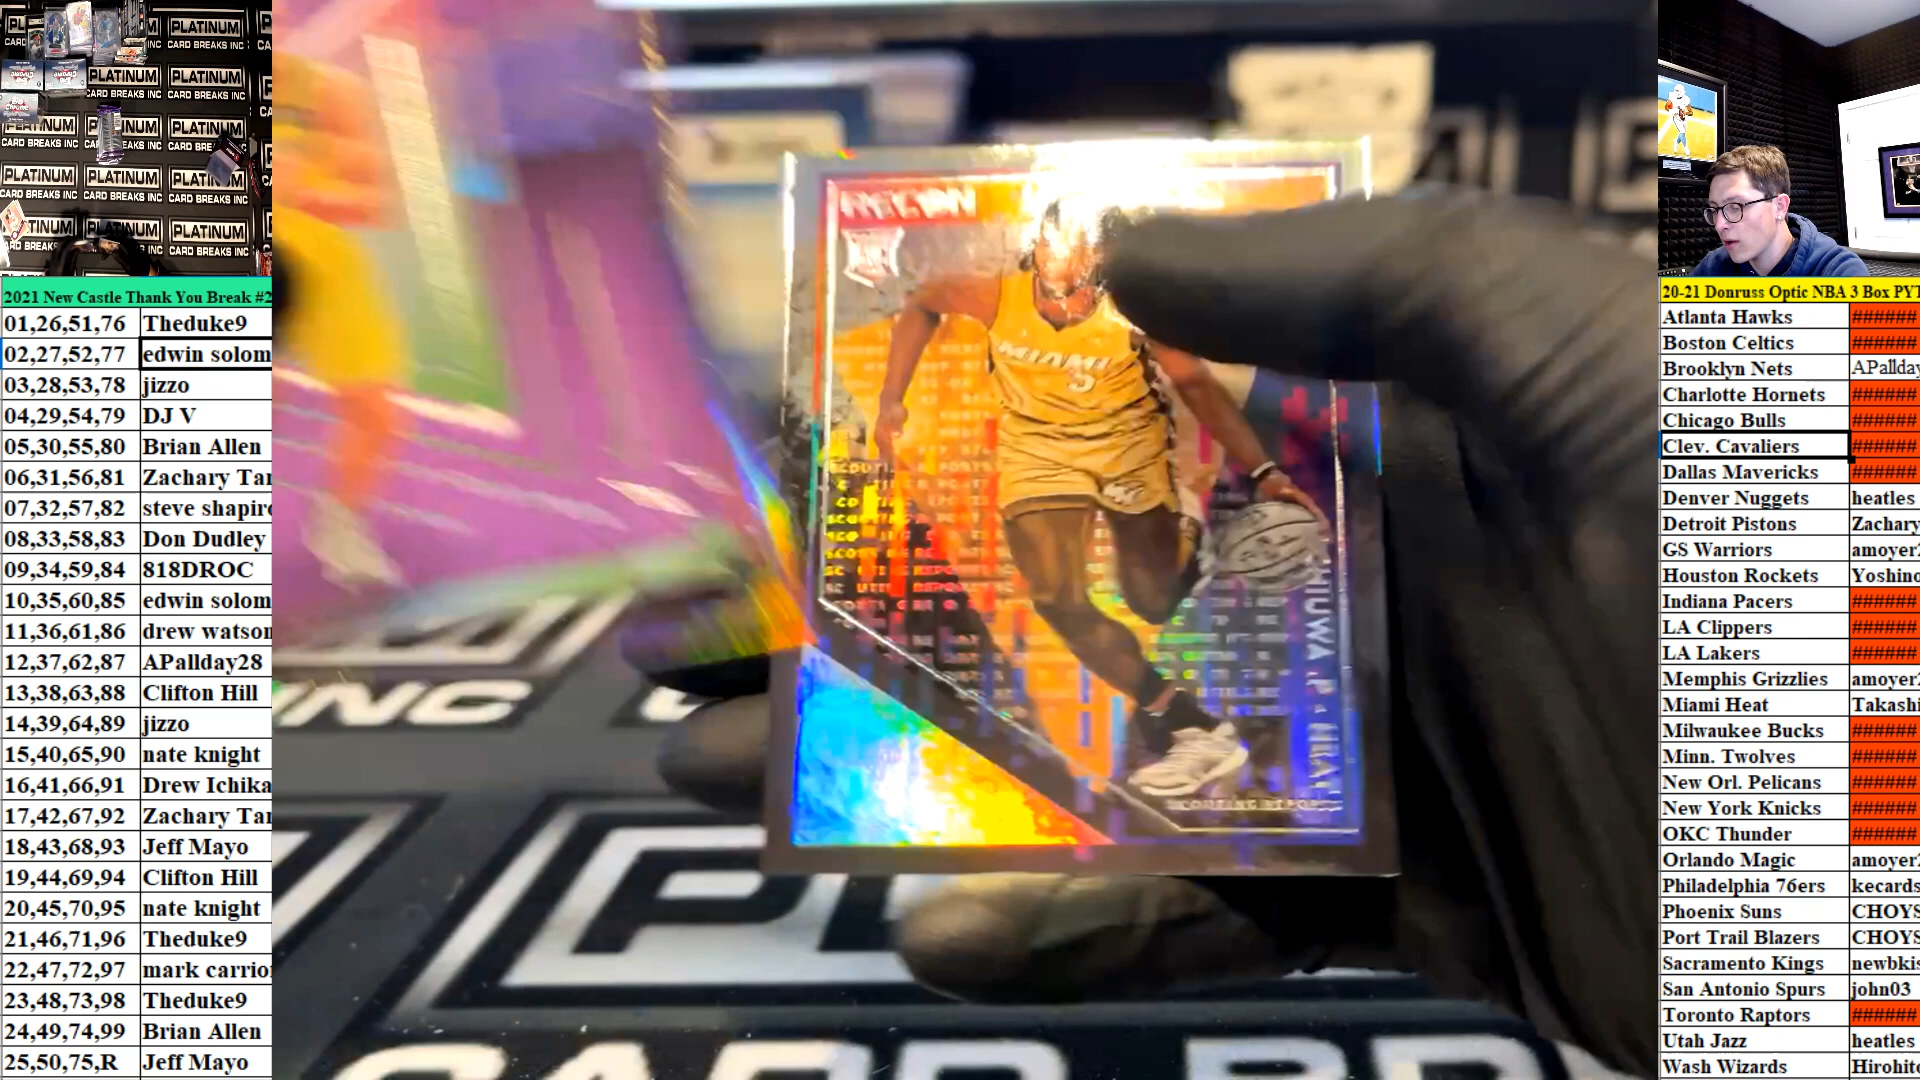 PLATINUM
CARD BREAKS INC
2021 New Castle Thank You Break #2
01,26,51,76 Theduke9
02,27,52,77 edwin solom
03,28,53,78 jizzo
04,29,54,79 DJ V
05,30,55,80 Brian Allen
06,31,56,81 Zachary Tar
07,32,57,82 steve shapiro
08,33,58,83 Don Dudley
09,34,59,84 818DROC
10,35,60,85 edwin solom
11,36,61,86 drew watson
12,37,62,87 APallday28
13,38,63,88 Clifton Hill
14,39,64,89 jizzo
15,40,65,90 nate knight
16,41,66,91 Drew Ichika
17,42,67,92 Zachary Tar
18,43,68,93 Jeff Mayo
19,44,69,94 Clifton Hill
20,45,70,95 nate knight
21,46,71,96 Theduke9
22,47,72,97 mark carrio
23,48,73,98 Theduke9
24,49,74,99 Brian Allen
25,50,75,R Jeff Mayo
RECON
MIAMI
SCOUTING REPORT
20-21 Donruss Optic NBA 3 Box PYT
Atlanta Hawks ######
Boston Celtics ######
Brooklyn Nets APallday
Charlotte Hornets ######
Chicago Bulls ######
Clev. Cavaliers ######
Dallas Mavericks ######
Denver Nuggets heatles
Detroit Pistons Zachary
GS Warriors amoyer2
Houston Rockets Yoshino
Indiana Pacers ######
LA Clippers ######
LA Lakers ######
Memphis Grizzlies amoyer2
Miami Heat Takashi
Milwaukee Bucks ######
Minn. Twolves ######
New Orl. Pelicans ######
New York Knicks ######
OKC Thunder ######
Orlando Magic amoyer2
Philadelphia 76ers kecards
Phoenix Suns CHOYS
Port Trail Blazers CHOYS
Sacramento Kings newbkis
San Antonio Spurs john03
Toronto Raptors ######
Utah Jazz heatles
Wash Wizards Hirohito